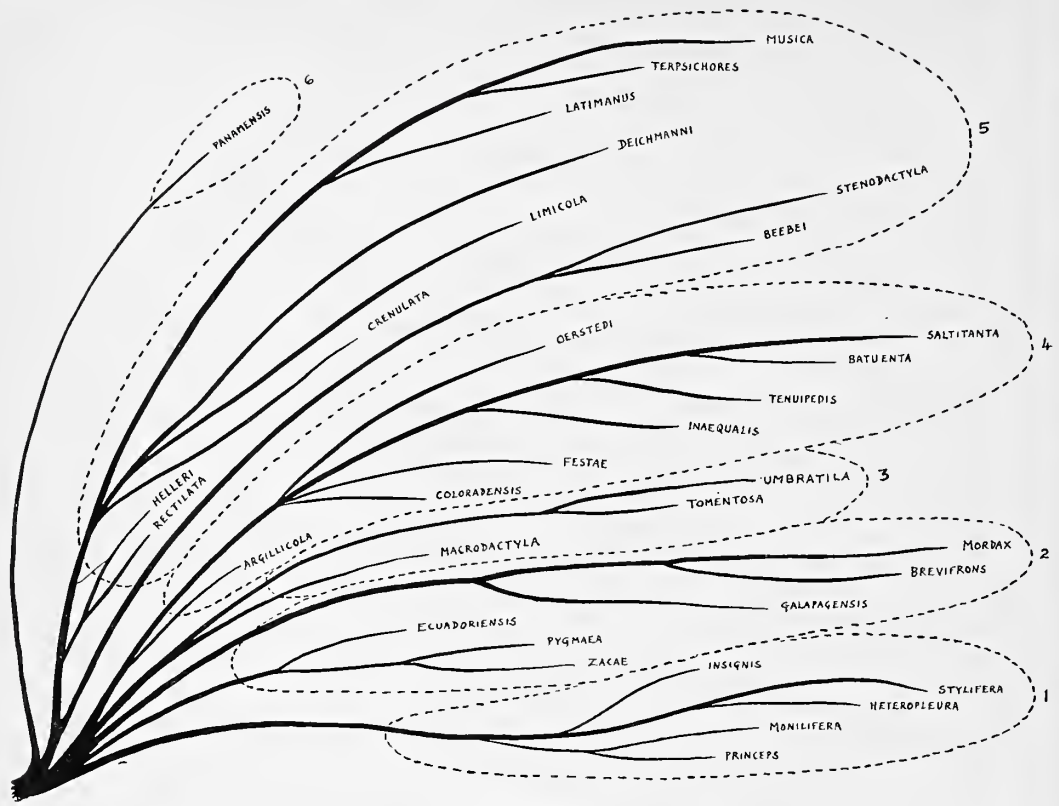 MUSICA
6
TERPSICHORES
LATIMANUS
PANAMENSIS
5
DEICHMANNI
STENODACTYLA
LIMICOLA
BEEBEI
CRENULATA
OERSTEDI
SALTITANTA
4
BATUENTA
TENUIPEDIS
INAEQUALIS
FESTAE
HELLERI
RECTILATA
COLORADENSIS
UMBRATILA
3
TOMENTOSA
ARGILLICOLA
MACRODACTYLA
MORDAX
2
BREVIFRONS
GALAPAGENSIS
ECUADORIENSIS
PYGMAEA
ZACAE
INSIGNIS
STYLIFERA
1
HETEROPLEURA
MONILIFERA
PRINCEPS